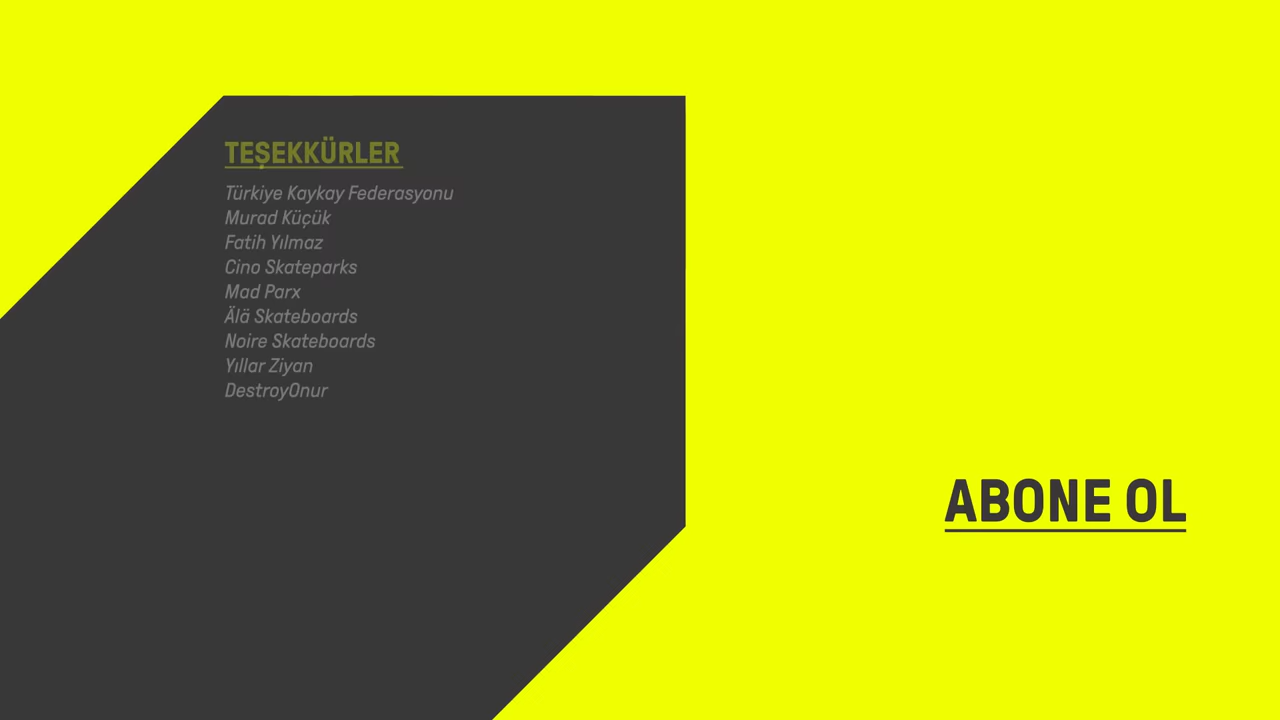 TEŞEKKÜRLER
Türkiye Kaykay Federasyonu
Murad Küçük
Fatih Yılmaz
Cino Skateparks
Mad Parx
Älä Skateboards
Noire Skateboards
Yıllar Ziyan
DestroyOnur
ABONE OL